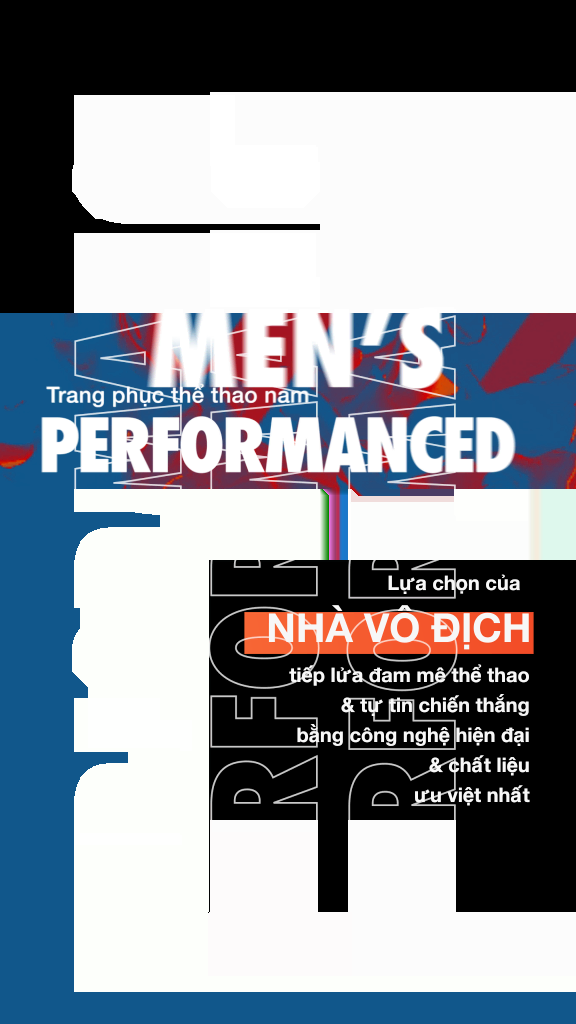 MEN'S
Trang phục thể thao nam
PERFORMANCED
Lựa chọn của
NHÀ VÔ ĐỊCH
tiếp lửa đam mê thể thao
& tự tin chiến thắng
bằng công nghệ hiện đại
& chất liệu
ưu việt nhất